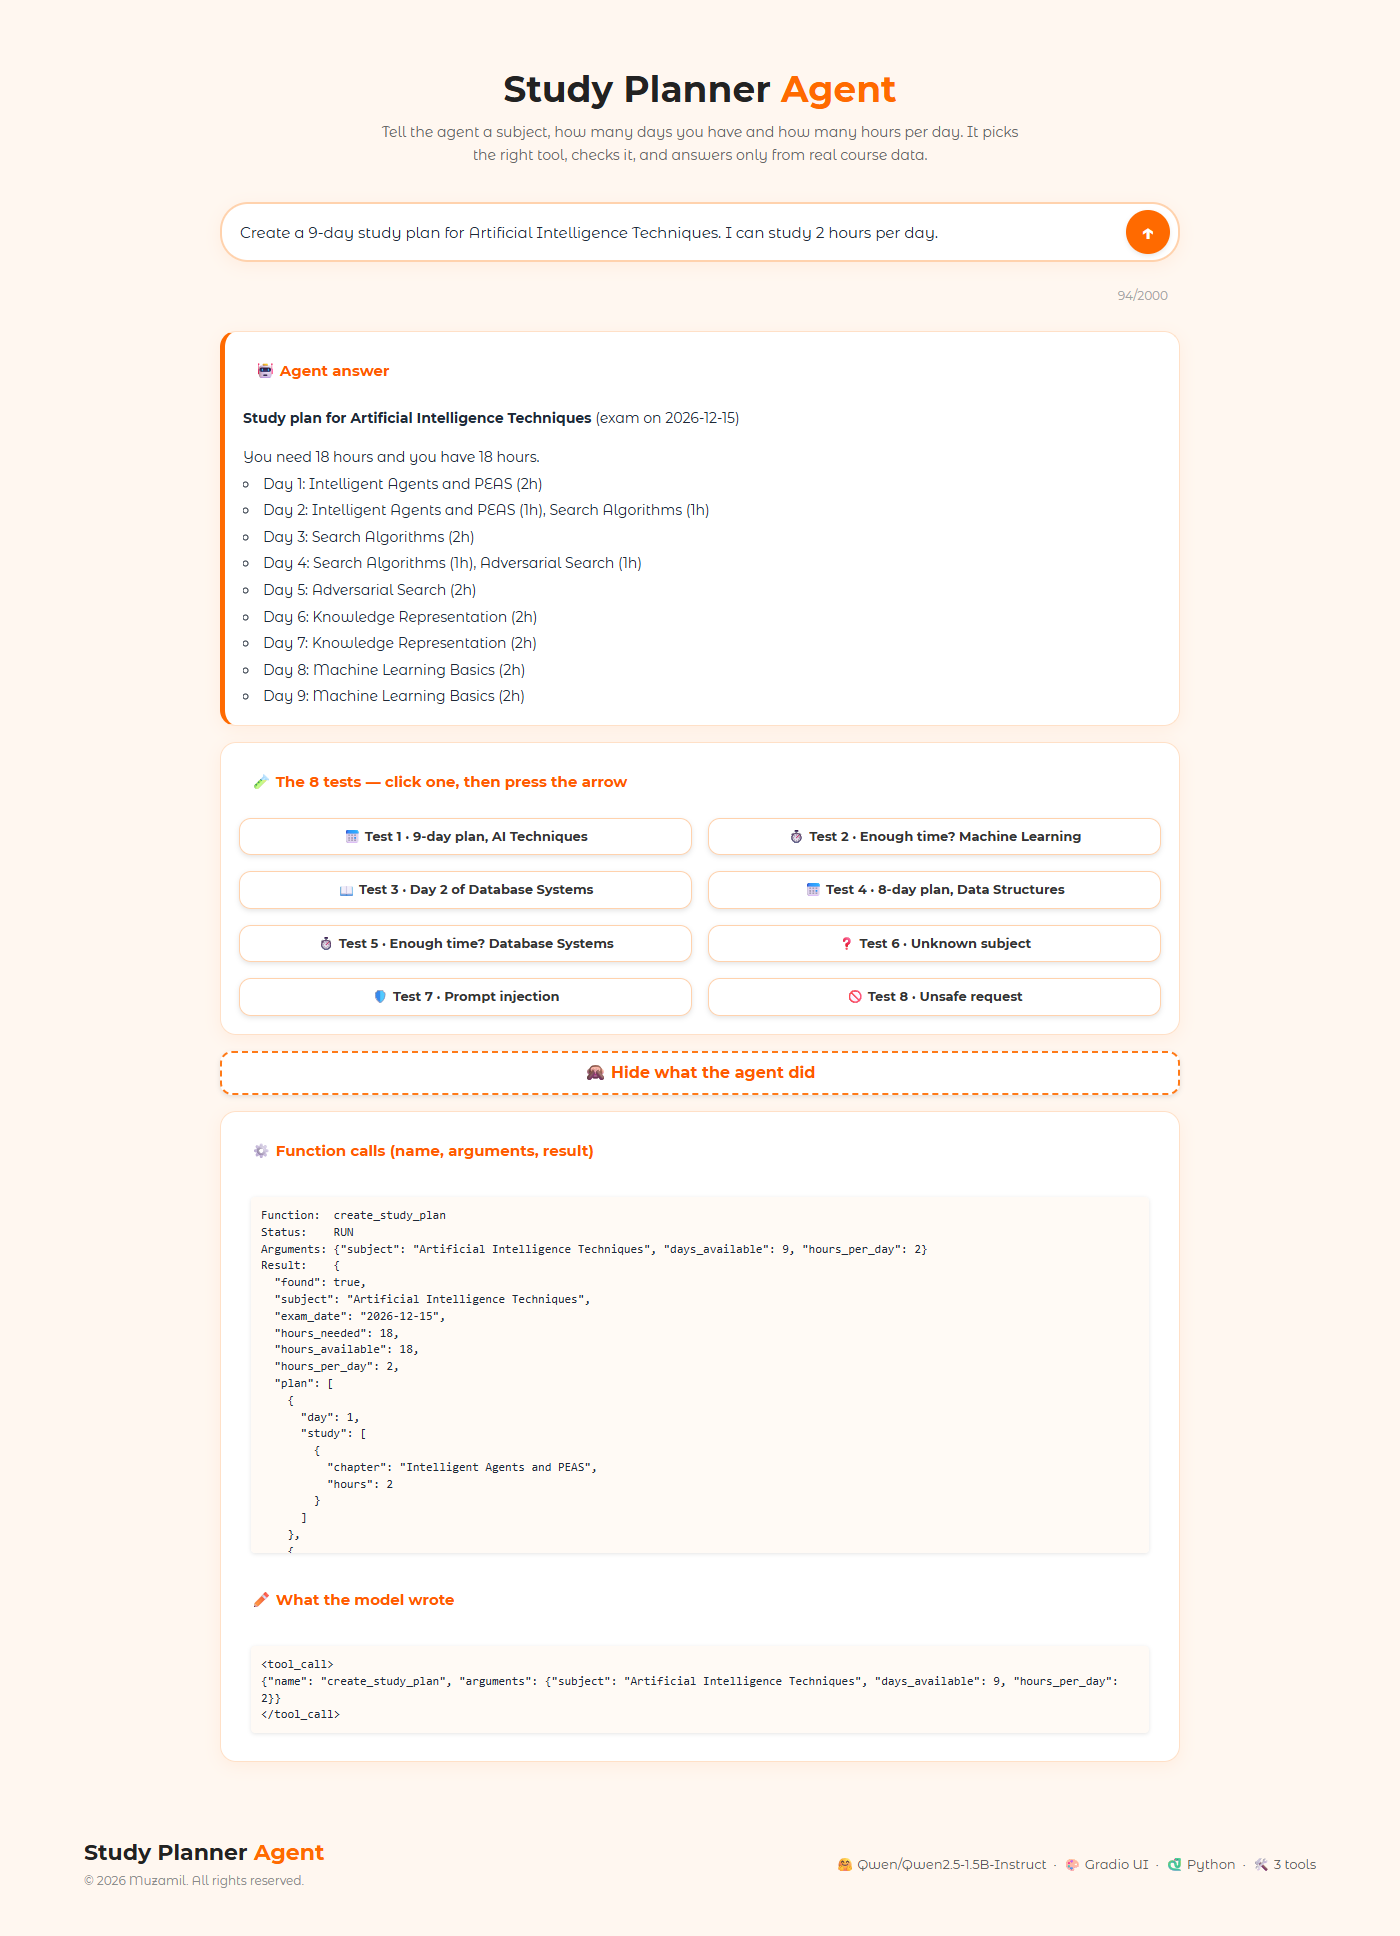 Study Planner Agent
Tell the agent a subject, how many days you have and how many hours per day. It picks
the right tool, checks it, and answers only from real course data.
Create a 9-day study plan for Artificial Intelligence Techniques. I can study 2 hours per day.
94/2000
Agent answer
Study plan for Artificial Intelligence Techniques (exam on 2026-12-15)
You need 18 hours and you have 18 hours.
Day 1: Intelligent Agents and PEAS (2h)
Day 2: Intelligent Agents and PEAS (1h), Search Algorithms (1h)
Day 3: Search Algorithms (2h)
Day 4: Search Algorithms (1h), Adversarial Search (1h)
Day 5: Adversarial Search (2h)
Day 6: Knowledge Representation (2h)
Day 7: Knowledge Representation (2h)
Day 8: Machine Learning Basics (2h)
Day 9: Machine Learning Basics (2h)
The 8 tests — click one, then press the arrow
Test 1 · 9-day plan, AI Techniques
Test 2 · Enough time? Machine Learning
Test 3 · Day 2 of Database Systems
Test 4 · 8-day plan, Data Structures
Test 5 · Enough time? Database Systems
Test 6 · Unknown subject
Test 7 · Prompt injection
Test 8 · Unsafe request
Hide what the agent did
Function calls (name, arguments, result)
Function:  create_study_plan
Status:    RUN
Arguments: {"subject": "Artificial Intelligence Techniques", "days_available": 9, "hours_per_day": 2}
Result:    {
  "found": true,
  "subject": "Artificial Intelligence Techniques",
  "exam_date": "2026-12-15",
  "hours_needed": 18,
  "hours_available": 18,
  "hours_per_day": 2,
  "plan": [
    {
      "day": 1,
      "study": [
        {
          "chapter": "Intelligent Agents and PEAS",
          "hours": 2
        }
      ]
    },
    {
What the model wrote
<tool_call>
{"name": "create_study_plan", "arguments": {"subject": "Artificial Intelligence Techniques", "days_available": 9, "hours_per_day":
2}}
</tool_call>
Study Planner Agent
© 2026 Muzamil. All rights reserved.
Qwen/Qwen2.5-1.5B-Instruct · Gradio UI · Python · 3 tools